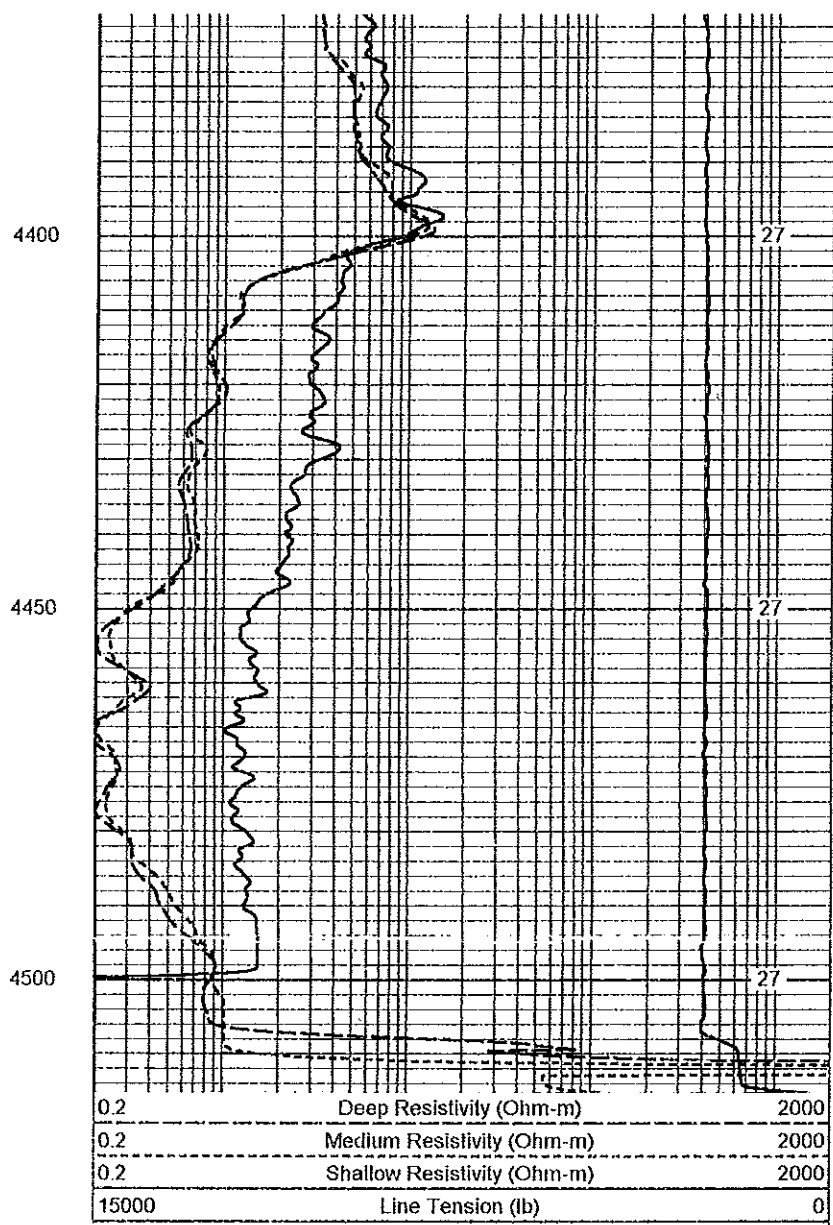 4400 27
4450 27
4500 27
0.2 Deep Resistivity (Ohm-m) 2000
0.2 Medium Resistivity (Ohm-m) 2000
0.2 Shallow Resistivity (Ohm-m) 2000
15000 Line Tension (lb) 0